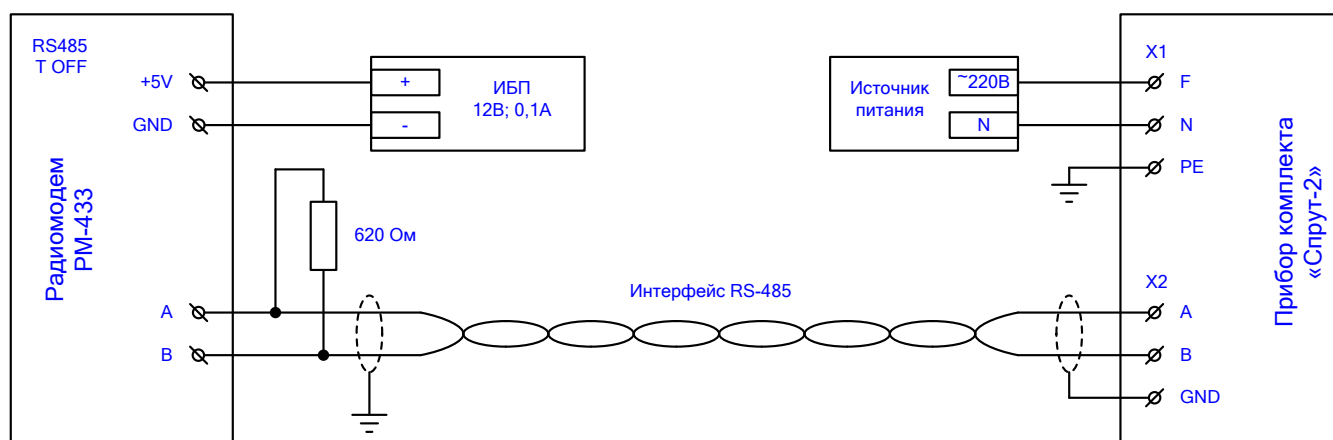 RS485
T OFF
+5V
GND
Радиомодем
РМ-433
A
B
+
-
ИБП
12В; 0,1А
620 Ом
Интерфейс RS-485
Источник
питания
~220В
N
X1
F
N
PE
X2
A
B
GND
Прибор комплекта
«Спрут-2»